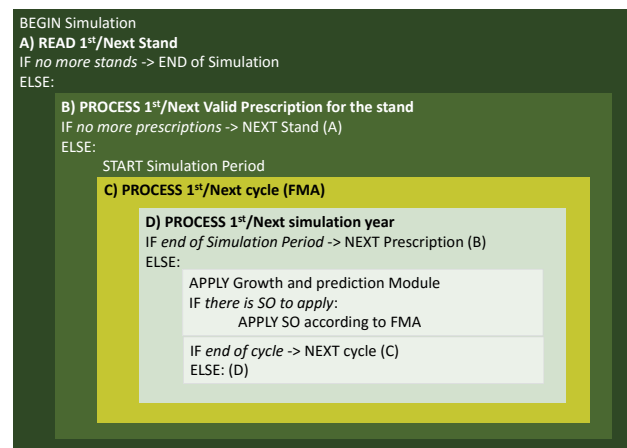 BEGIN Simulation
A) READ 1st/Next Stand
IF no more stands -> END of Simulation
ELSE:
B) PROCESS 1st/Next Valid Prescription for the stand
IF no more prescriptions -> NEXT Stand (A)
ELSE:
START Simulation Period
C) PROCESS 1st/Next cycle (FMA)
D) PROCESS 1st/Next simulation year
IF end of Simulation Period -> NEXT Prescription (B)
ELSE:
APPLY Growth and prediction Module
IF there is SO to apply:
APPLY SO according to FMA
IF end of cycle -> NEXT cycle (C)
ELSE: (D)